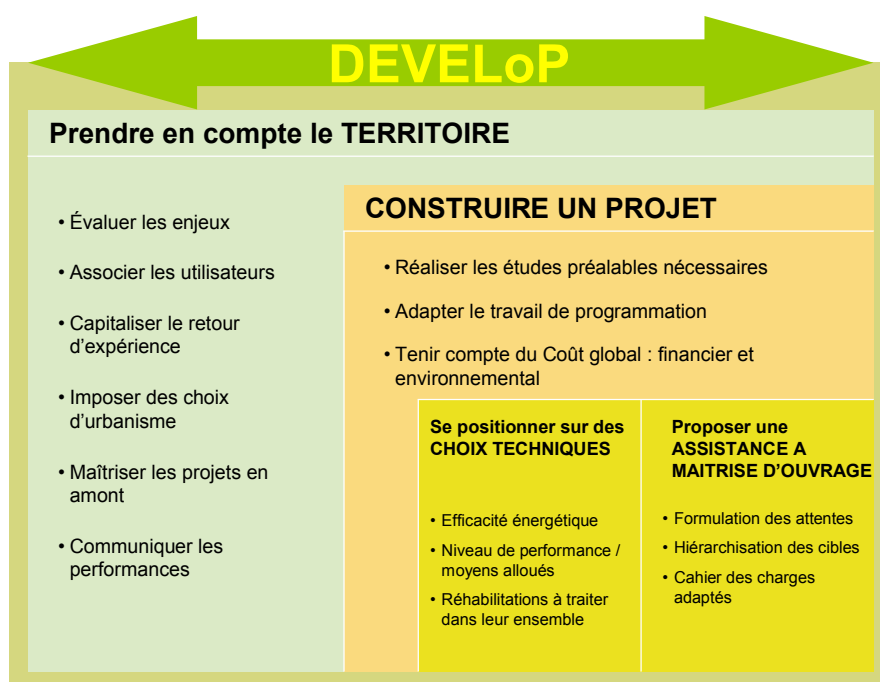 DEVELoP
Prendre en compte le TERRITOIRE
• Évaluer les enjeux
• Associer les utilisateurs
• Capitaliser le retour
d’expérience
• Imposer des choix
d’urbanisme
• Maîtriser les projets en
amont
• Communiquer les
performances
CONSTRUIRE UN PROJET
• Réaliser les études préalables nécessaires
• Adapter le travail de programmation
• Tenir compte du Coût global : financier et
environnemental
Se positionner sur des
CHOIX TECHNIQUES
• Efficacité énergétique
• Niveau de performance /
moyens alloués
• Réhabilitations à traiter
dans leur ensemble
Proposer une
ASSISTANCE A
MAITRISE D’OUVRAGE
• Formulation des attentes
• Hiérarchisation des cibles
• Cahier des charges
adaptés